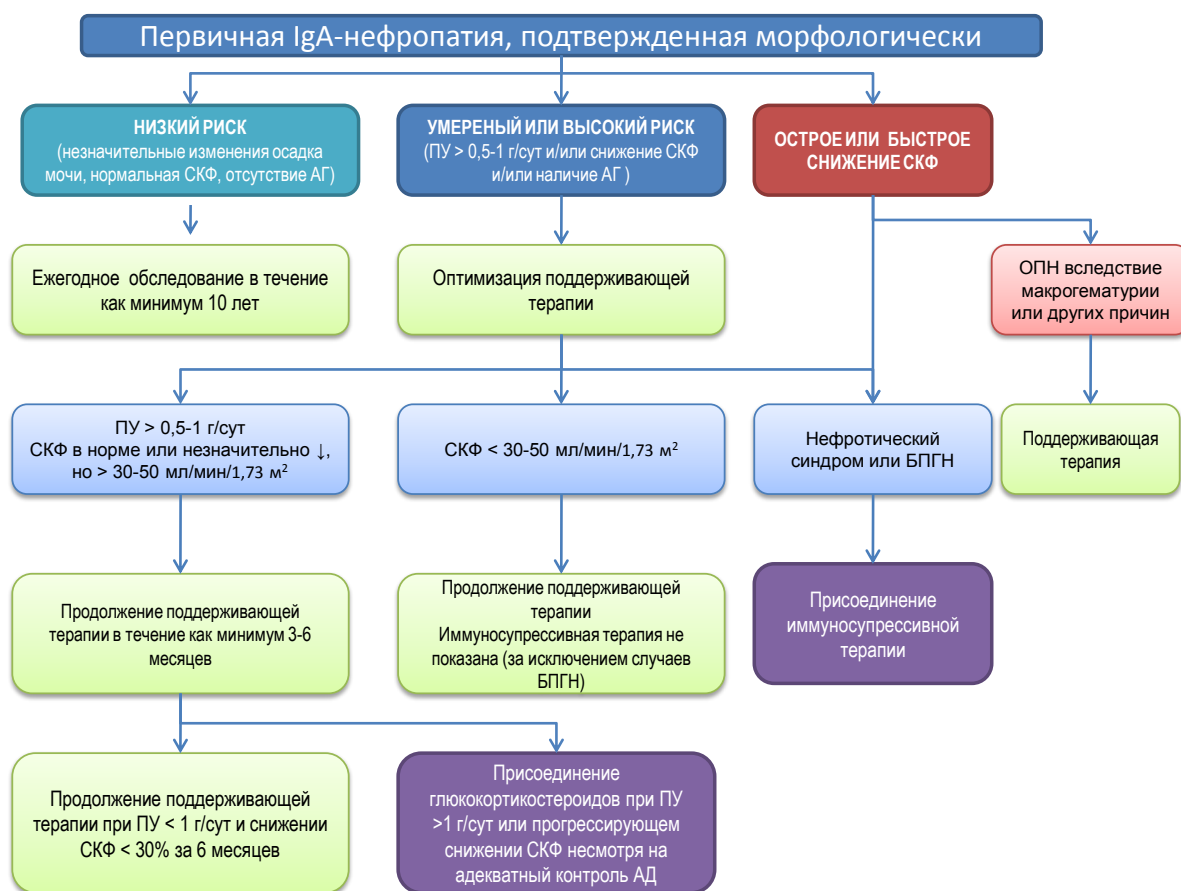 Первичная IgA-нефропатия, подтвержденная морфологически
НИЗКИЙ РИСК
(незначительные изменения осадка
мочи, нормальная СКФ, отсутствие АГ)
УМЕРЕНЫЙ ИЛИ ВЫСОКИЙ РИСК
(ПУ > 0,5-1 г/сут и/или снижение СКФ
и/или наличие АГ )
ОСТРОЕ ИЛИ БЫСТРОЕ
СНИЖЕНИЕ СКФ
Ежегодное обследование в течение
как минимум 10 лет
Оптимизация поддерживающей
терапии
ОПН вследствие
макрогематурии
или других причин
ПУ > 0,5-1 г/сут
СКФ в норме или незначительно ↓,
но > 30-50 мл/мин/1,73 м²
СКФ < 30-50 мл/мин/1,73 м²
Нефротический
синдром или БПГН
Поддерживающая
терапия
Продолжение поддерживающей
терапии в течение как минимум 3-6
месяцев
Продолжение поддерживающей
терапии
Иммуносупрессивная терапия не
показана (за исключением случаев
БПГН)
Присоединение
иммуносупрессивной
терапии
Продолжение поддерживающей
терапии при ПУ < 1 г/сут и снижении
СКФ < 30% за 6 месяцев
Присоединение
глюкокортикостероидов при ПУ
>1 г/сут или прогрессирующем
снижении СКФ несмотря на
адекватный контроль АД